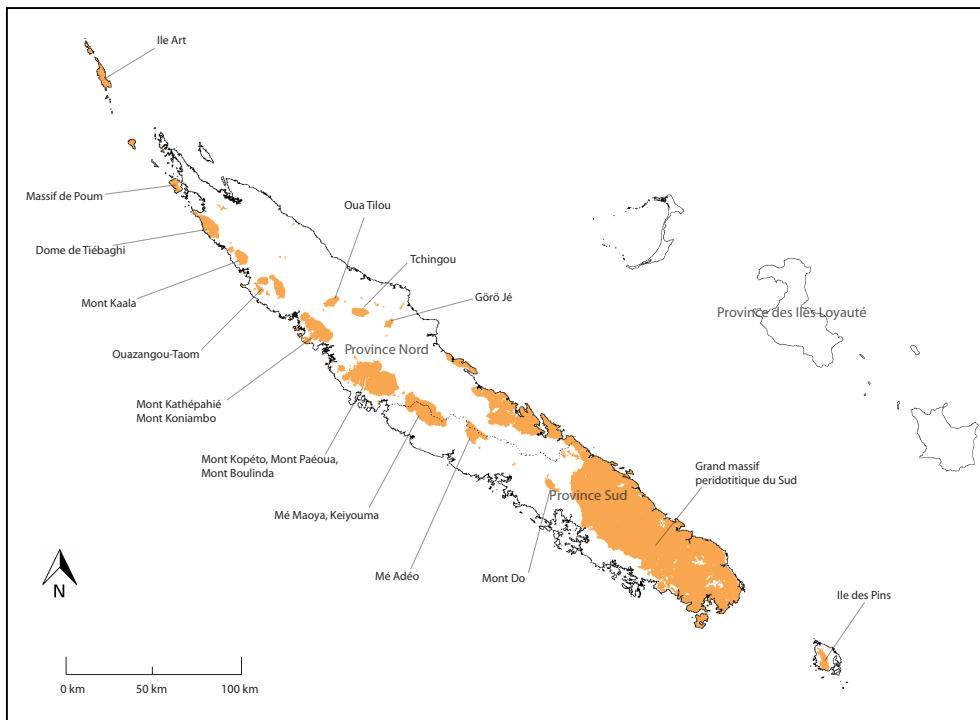 Ile Art
Massif de Poum
Oua Tilou
Dome de Tiébaghi
Tchingou
Mont Kaala
Görö Jé
Province des Ilés Loyauté
Ouazangou-Taom
Province Nord
Mont Kathépahié
Mont Koniambo
Mont Kopéto, Mont Paéoua,
Mont Boulinda
Grand massif
peridotitique du Sud
Province Sud
Mé Maoya, Keiyouma
Mé Adéo
Mont Do
N
Ile des Pins
0 km
50 km
100 km